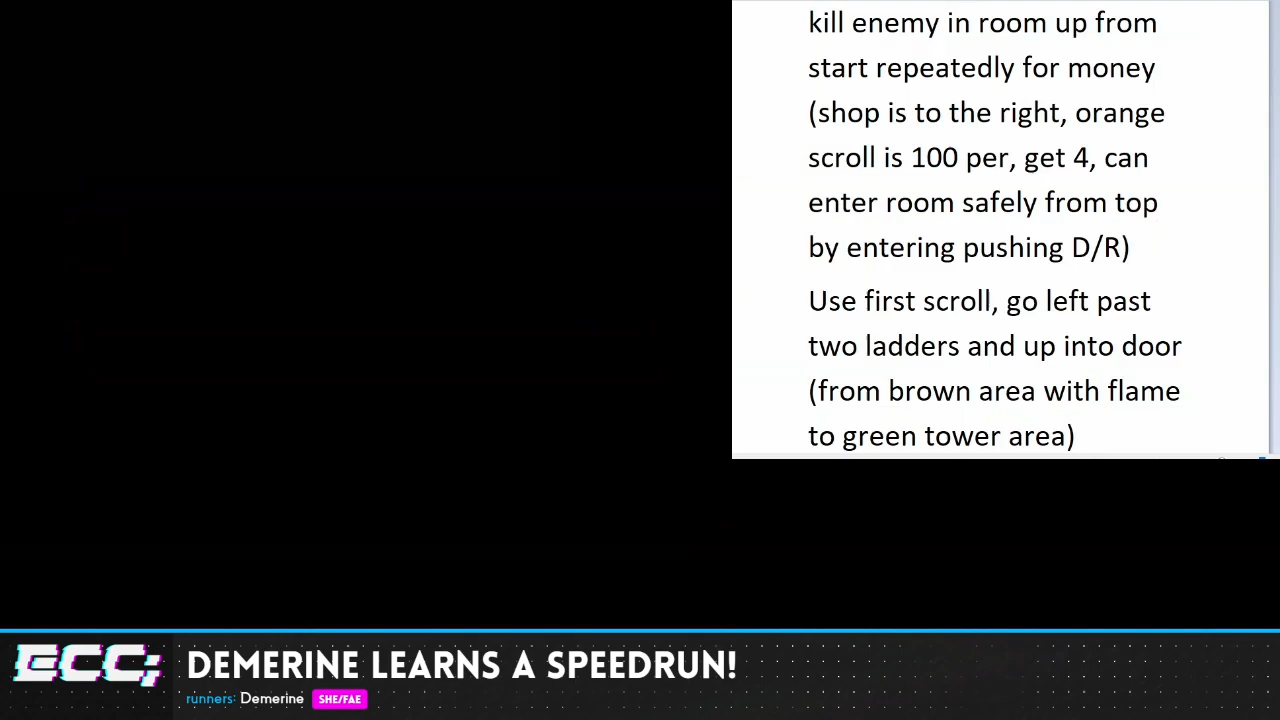 kill enemy in room up from
start repeatedly for money
(shop is to the right, orange
scroll is 100 per, get 4, can
enter room safely from top
by entering pushing D/R)
Use first scroll, go left past
two ladders and up into door
(from brown area with flame
to green tower area)
ECC;
DEMERINE LEARNS A SPEEDRUN!
runners: Demerine SHE/FAE